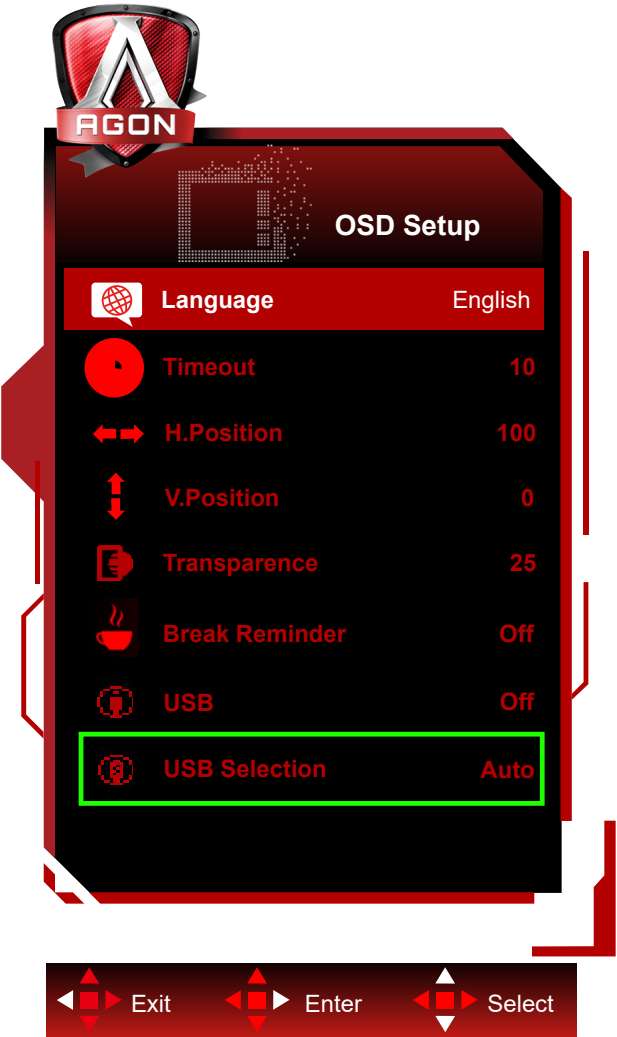 AGON
OSD Setup
Language English
Timeout 10
H.Position 100
V.Position 0
Transparence 25
Break Reminder Off
USB Off
USB Selection Auto
Exit Enter Select